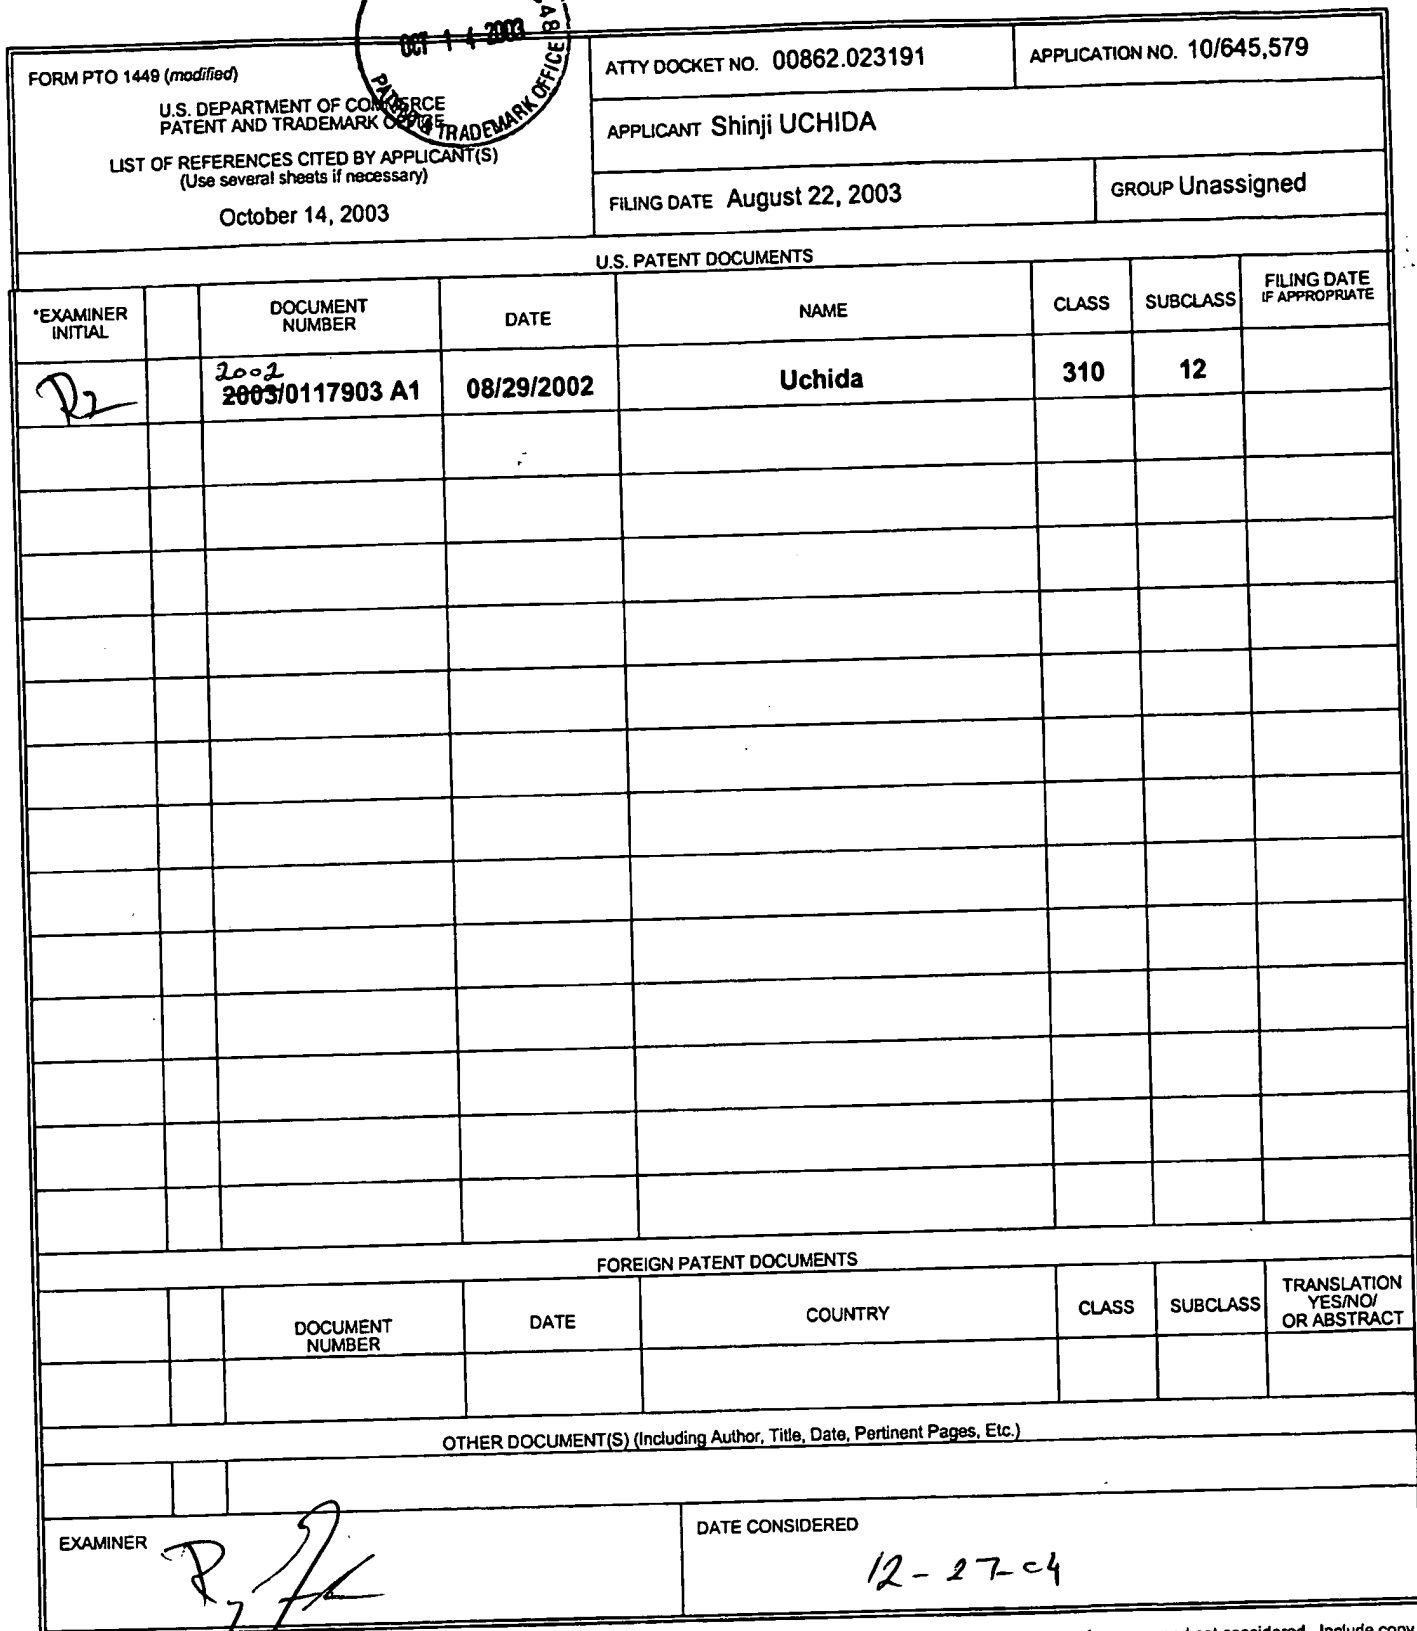 OCT 14 2003
PATENT & TRADEMARK OFFICE
FORM PTO 1449 (modified)
U.S. DEPARTMENT OF COMMERCE
PATENT AND TRADEMARK OFFICE
LIST OF REFERENCES CITED BY APPLICANT(S)
(Use several sheets if necessary)
October 14, 2003
ATTY DOCKET NO. 00862.023191
APPLICATION NO. 10/645,579
APPLICANT Shinji UCHIDA
FILING DATE August 22, 2003
GROUP Unassigned
U.S. PATENT DOCUMENTS
*EXAMINER
INITIAL
DOCUMENT
NUMBER
DATE
NAME
CLASS
SUBCLASS
FILING DATE
IF APPROPRIATE
2002
2003/0117903 A1
08/29/2002
Uchida
310
12
FOREIGN PATENT DOCUMENTS
DOCUMENT
NUMBER
DATE
COUNTRY
CLASS
SUBCLASS
TRANSLATION
YES/NO/
OR ABSTRACT
OTHER DOCUMENT(S) (Including Author, Title, Date, Pertinent Pages, Etc.)
EXAMINER
DATE CONSIDERED
12-27-04
not considered. Include copy